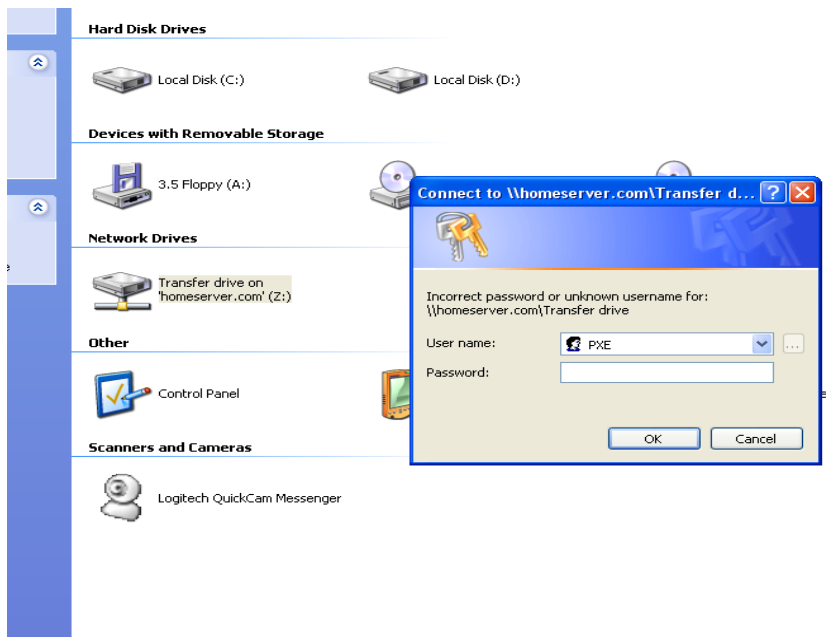 Hard Disk Drives
Local Disk (C:)
Local Disk (D:)
Devices with Removable Storage
3.5 Floppy (A:)
Network Drives
Transfer drive on
'homeserver.com' (Z:)
Other
Control Panel
Scanners and Cameras
Logitech QuickCam Messenger
Connect to \\homeserver.com\Transfer d...
Incorrect password or unknown username for:
\\homeserver.com\Transfer drive
User name:
PXE
...
Password:
OK
Cancel